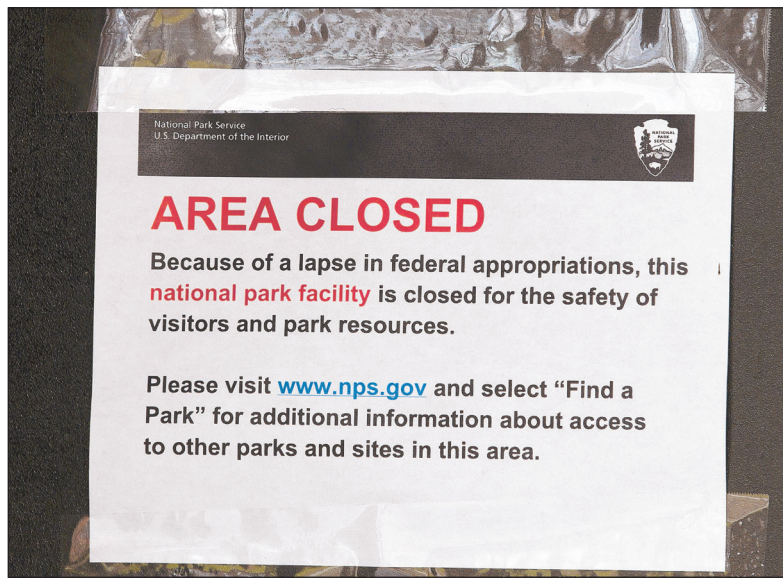 National Park Service
U.S. Department of the Interior
NATIONAL
PARK
SERVICE
AREA CLOSED
Because of a lapse in federal appropriations, this
national park facility is closed for the safety of
visitors and park resources.
Please visit www.nps.gov and select “Find a
Park” for additional information about access
to other parks and sites in this area.